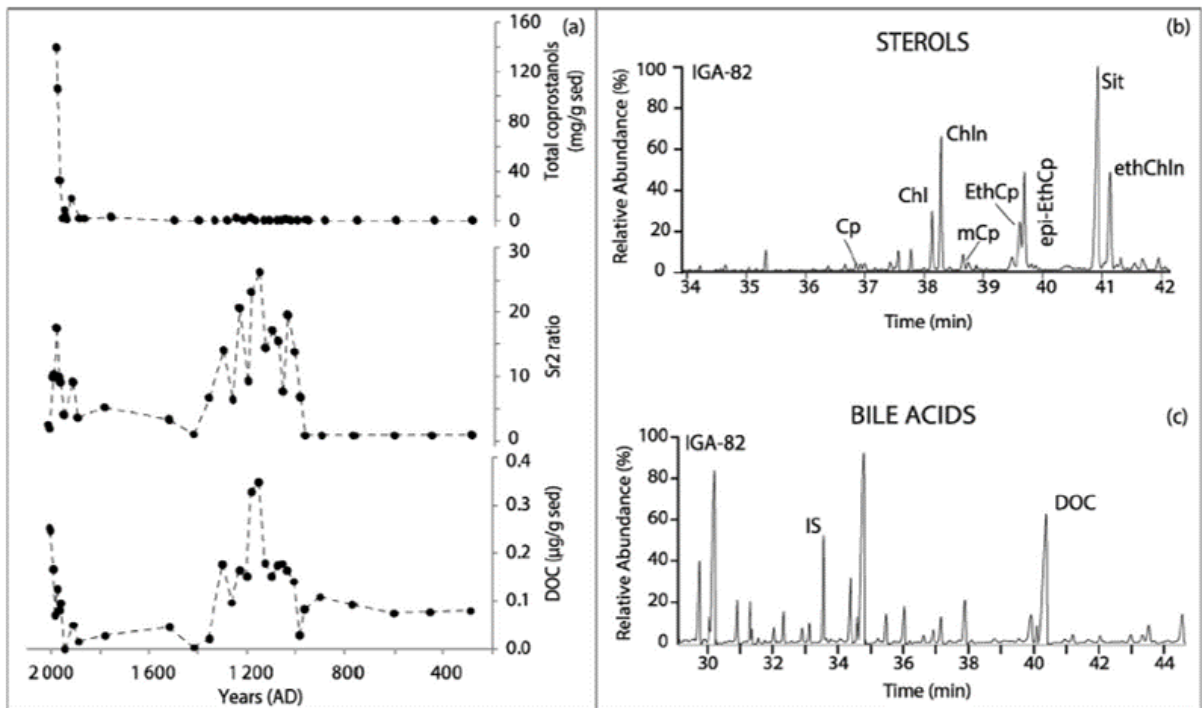 (a)
Total coprostanols
(mg/g sed)
160
120
80
40
0
Sr2 ratio
30
20
10
0
DOC (µg/g sed)
0.4
0.3
0.2
0.1
0.0
2 000 1 600 1200 800 400
Years (AD)
(b)
STEROLS
IGA-82
Relative Abundance (%)
100
80
60
40
20
0
Cp
Chl
Chln
mCp
EthCp
epi-EthCp
Sit
ethChln
34 35 36 37 38 39 40 41 42
Time (min)
(c)
BILE ACIDS
IGA-82
Relative Abundance (%)
100
80
60
40
20
0
IS
DOC
30 32 34 36 38 40 42 44
Time (min)